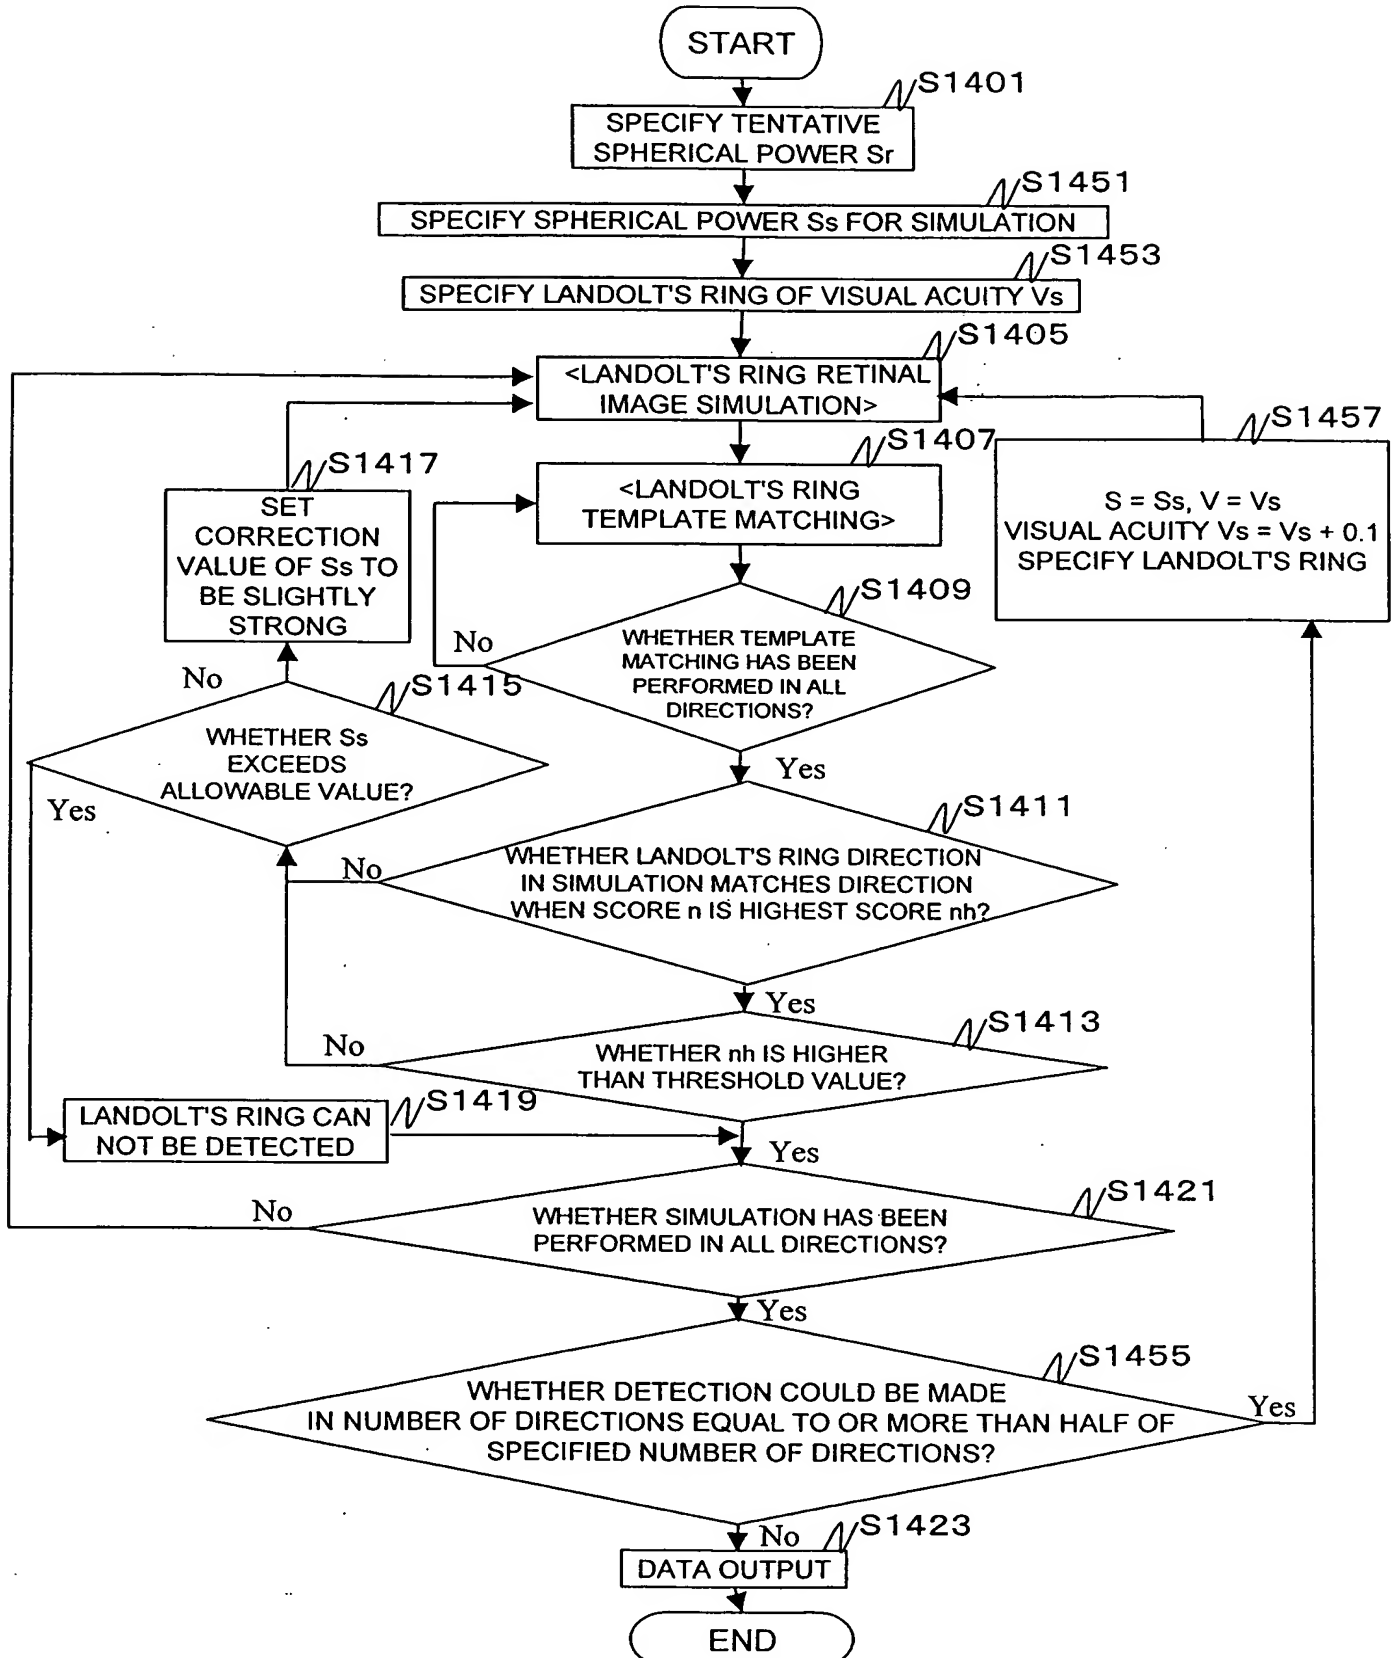 START
S1401
SPECIFY TENTATIVE
SPHERICAL POWER Sr
S1451
SPECIFY SPHERICAL POWER Ss FOR SIMULATION
S1453
SPECIFY LANDOLT'S RING OF VISUAL ACUITY Vs
S1405
<LANDOLT'S RING RETINAL
IMAGE SIMULATION>
S1457
S = Ss, V = Vs
VISUAL ACUITY Vs = Vs + 0.1
SPECIFY LANDOLT'S RING
S1407
<LANDOLT'S RING
TEMPLATE MATCHING>
S1417
SET
CORRECTION
VALUE OF Ss TO
BE SLIGHTLY
STRONG
S1409
No
WHETHER TEMPLATE
MATCHING HAS BEEN
PERFORMED IN ALL
DIRECTIONS?
Yes
No
S1415
WHETHER Ss
EXCEEDS
ALLOWABLE VALUE?
Yes
S1411
No
WHETHER LANDOLT'S RING DIRECTION
IN SIMULATION MATCHES DIRECTION
WHEN SCORE n IS HIGHEST SCORE nh?
Yes
S1413
No
WHETHER nh IS HIGHER
THAN THRESHOLD VALUE?
S1419
LANDOLT'S RING CAN
NOT BE DETECTED
Yes
S1421
No
WHETHER SIMULATION HAS BEEN
PERFORMED IN ALL DIRECTIONS?
Yes
S1455
WHETHER DETECTION COULD BE MADE
IN NUMBER OF DIRECTIONS EQUAL TO OR MORE THAN HALF OF
SPECIFIED NUMBER OF DIRECTIONS?
Yes
No
S1423
DATA OUTPUT
END